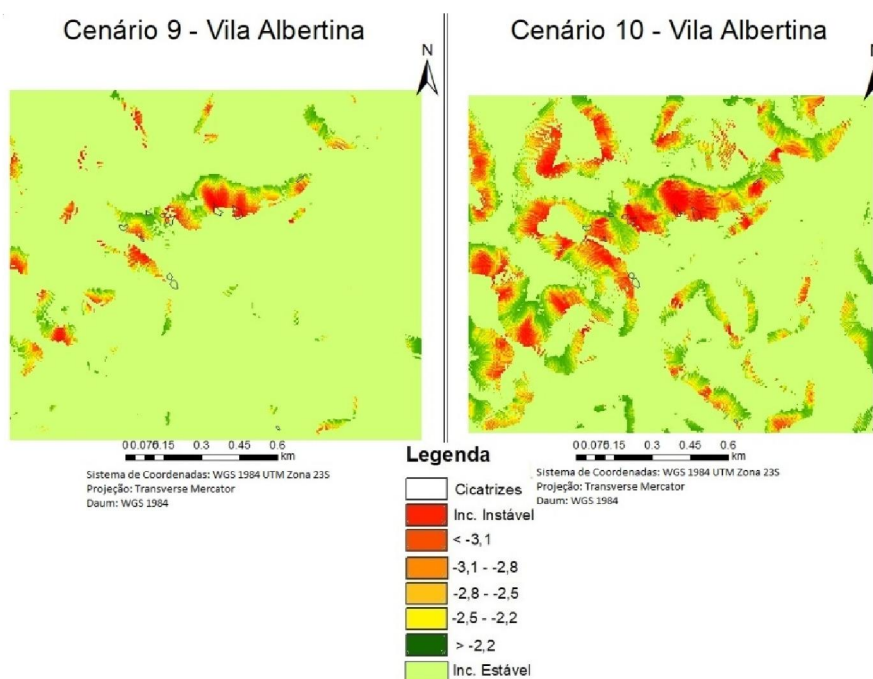 Cenário 9 - Vila Albertina
N
0 0.075 0.15 0.3 0.45 0.6
km
Sistema de Coordenadas: WGS 1984 UTM Zona 23S
Projeção: Transverse Mercator
Daum: WGS 1984
Cenário 10 - Vila Albertina
N
0 0.075 0.15 0.3 0.45 0.6
km
Sistema de Coordenadas: WGS 1984 UTM Zona 23S
Projeção: Transverse Mercator
Daum: WGS 1984
Legenda
Cicatrizes
Inc. Instável
< -3,1
-3,1 - -2,8
-2,8 - -2,5
-2,5 - -2,2
> -2,2
Inc. Estável